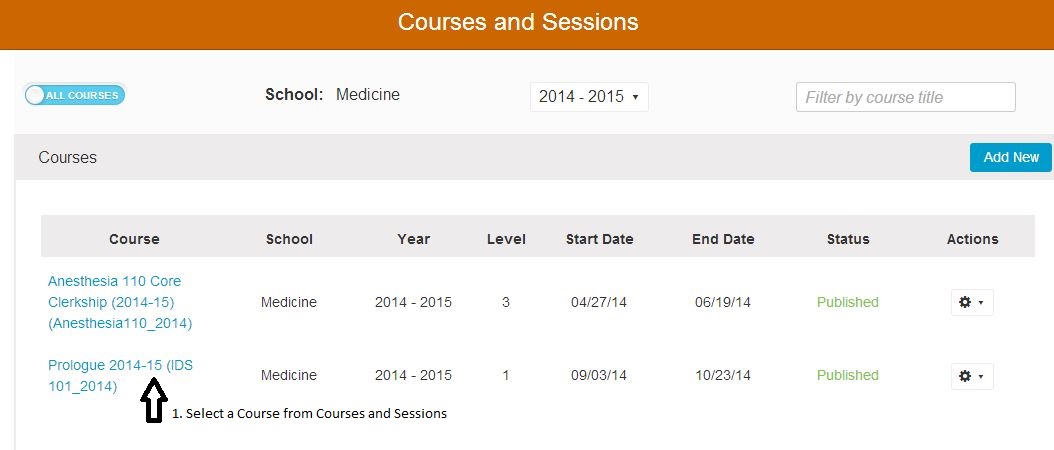 Courses and Sessions
ALL COURSES
School: Medicine
2014 - 2015
Filter by course title
Courses
Add New
Course School Year Level Start Date End Date Status Actions
Anesthesia 110 Core
Clerkship (2014-15)
(Anesthesia110_2014)
Medicine 2014 - 2015 3 04/27/14 06/19/14 Published
Prologue 2014-15 (IDS
101_2014)
Medicine 2014 - 2015 1 09/03/14 10/23/14 Published
1. Select a Course from Courses and Sessions